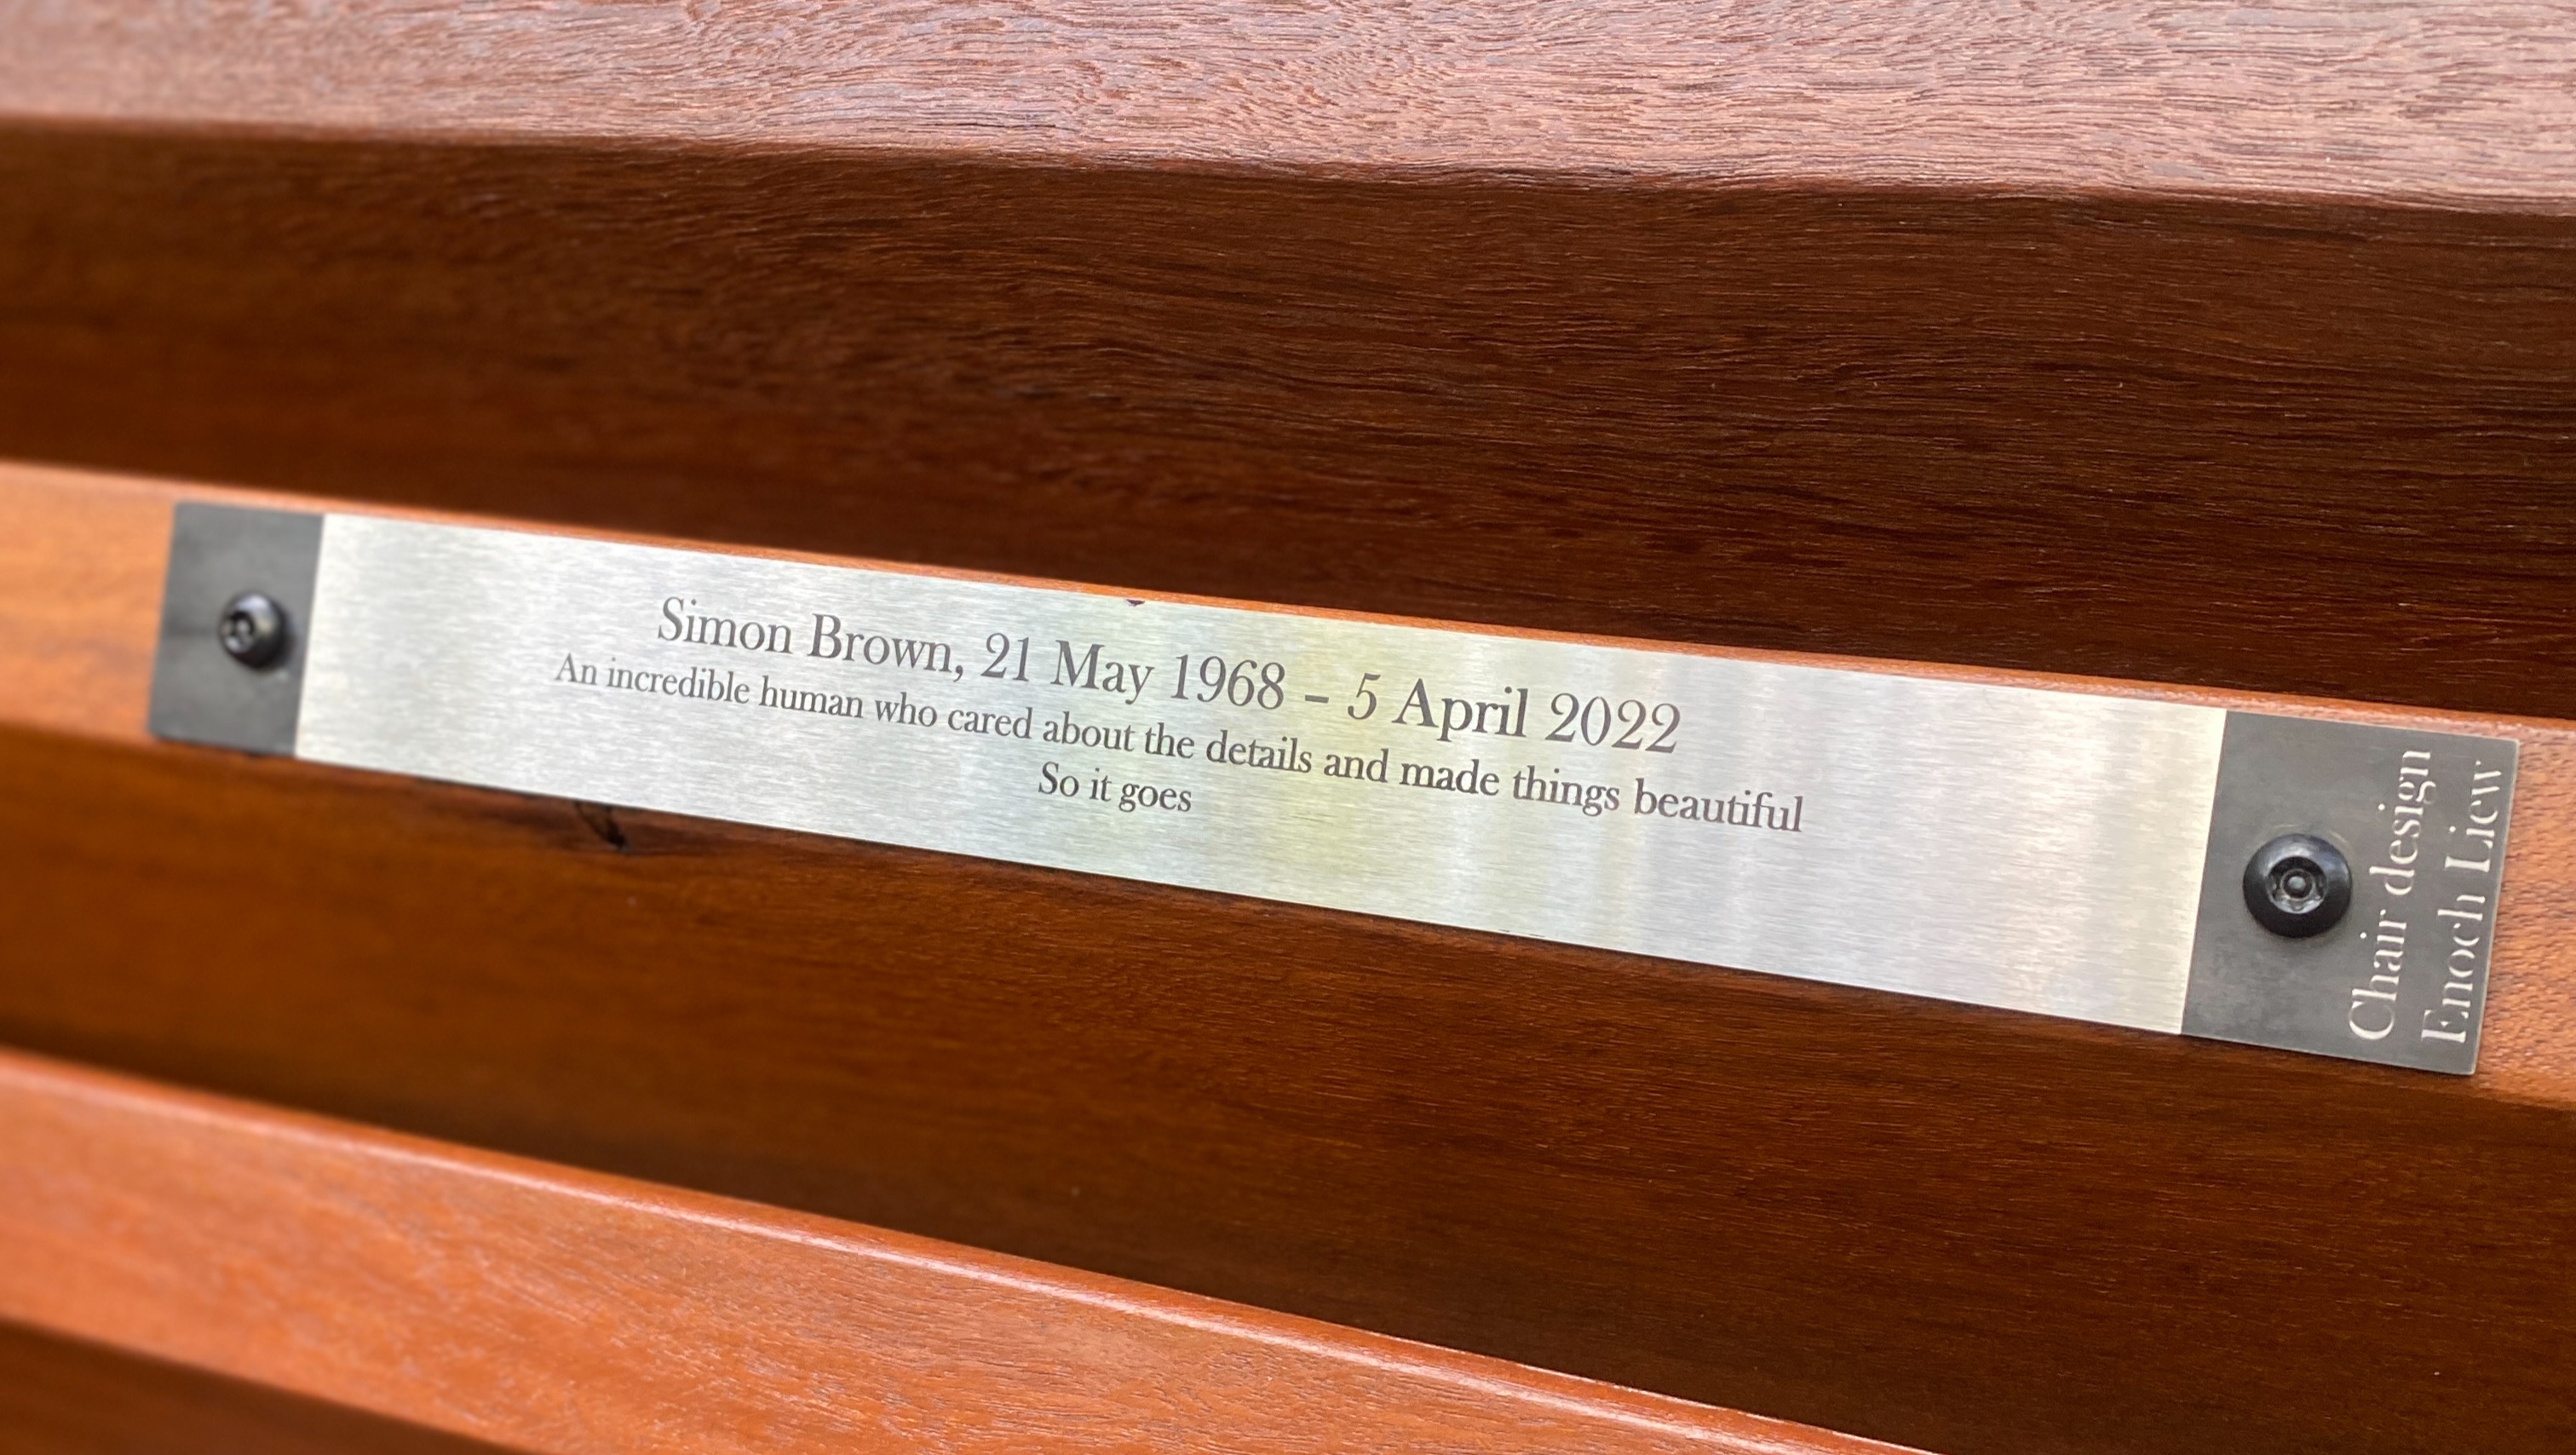 Simon Brown, 21 May 1968 – 5 April 2022
An incredible human who cared about the details and made things beautiful
So it goes
Chair design
Enoch Liew